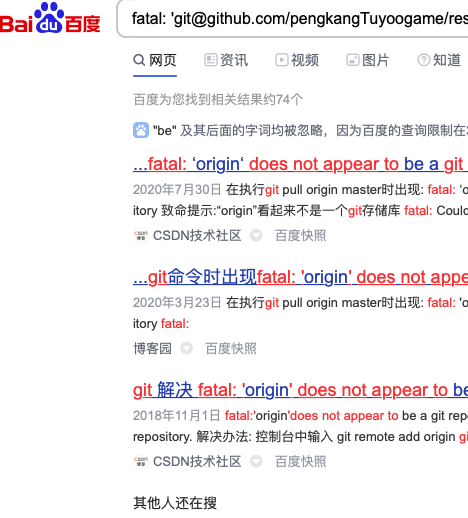 Bai du 百度
fatal: 'git@github.com/pengkangTuyoogame/res
网页 资讯 视频 图片 知道
百度为您找到相关结果约74个
"be" 及其后面的字词均被忽略，因为百度的查询限制在3
...fatal: ‘origin‘ does not appear to be a git
2020年7月30日 在执行git pull origin master时出现: fatal: ‘o
itory 致命提示:“origin”看起来不是一个git存储库 fatal: Could
CSDN技术社区 百度快照
...git命令时出现fatal: 'origin' does not appe
2020年3月23日 在执行git pull origin master时出现: fatal: 'o
itory fatal:
博客园 百度快照
git 解决 fatal: 'origin' does not appear to be
2018年11月1日 fatal:'origin'does not appear to be a git rep
repository. 解决办法: 控制台中输入 git remote add origin gi
CSDN技术社区 百度快照
其他人还在搜